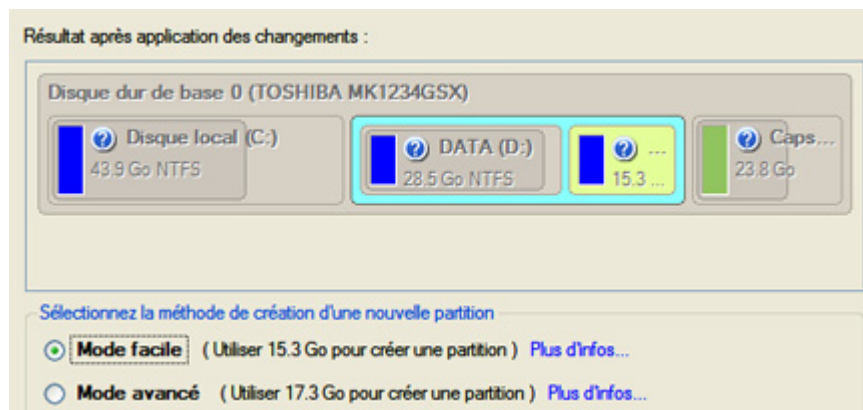 Résultat après application des changements :
Disque dur de base 0 (TOSHIBA MK1234GSX)
Disque local (C:)
43.9 Go NTFS
DATA (D:)
28.5 Go NTFS
...
15.3 ...
Caps...
23.8 Go
Sélectionnez la méthode de création d'une nouvelle partition
Mode facile ( Utiliser 15.3 Go pour créer une partition ) Plus d'infos...
Mode avancé ( Utiliser 17.3 Go pour créer une partition ) Plus d'infos...